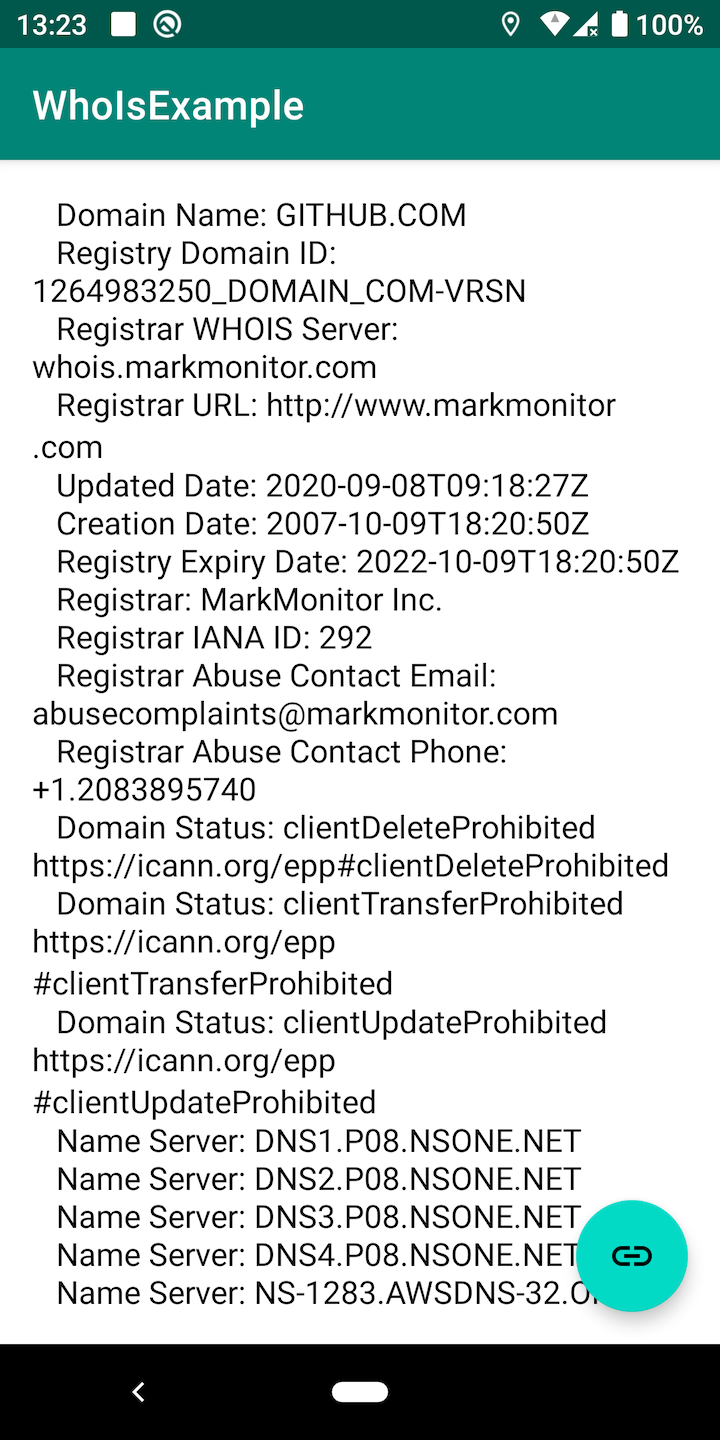 13:23
100%
WhoIsExample
Domain Name: GITHUB.COM
Registry Domain ID:
1264983250_DOMAIN_COM-VRSN
Registrar WHOIS Server:
whois.markmonitor.com
Registrar URL: http://www.markmonitor
.com
Updated Date: 2020-09-08T09:18:27Z
Creation Date: 2007-10-09T18:20:50Z
Registry Expiry Date: 2022-10-09T18:20:50Z
Registrar: MarkMonitor Inc.
Registrar IANA ID: 292
Registrar Abuse Contact Email:
abusecomplaints@markmonitor.com
Registrar Abuse Contact Phone:
+1.2083895740
Domain Status: clientDeleteProhibited
https://icann.org/epp#clientDeleteProhibited
Domain Status: clientTransferProhibited
https://icann.org/epp
#clientTransferProhibited
Domain Status: clientUpdateProhibited
https://icann.org/epp
#clientUpdateProhibited
Name Server: DNS1.P08.NSONE.NET
Name Server: DNS2.P08.NSONE.NET
Name Server: DNS3.P08.NSONE.NET
Name Server: DNS4.P08.NSONE.NET
Name Server: